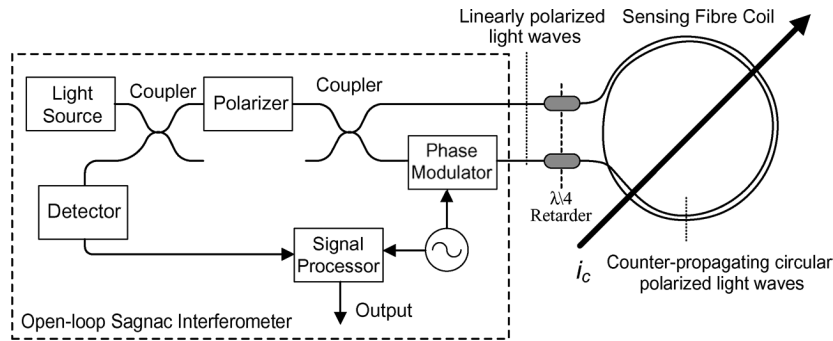 Linearly polarized
light waves
Sensing Fibre Coil
Light
Source
Coupler
Polarizer
Coupler
Phase
Modulator
λ\4
Retarder
Detector
Signal
Processor
Output
i_c
Counter-propagating circular
polarized light waves
Open-loop Sagnac Interferometer